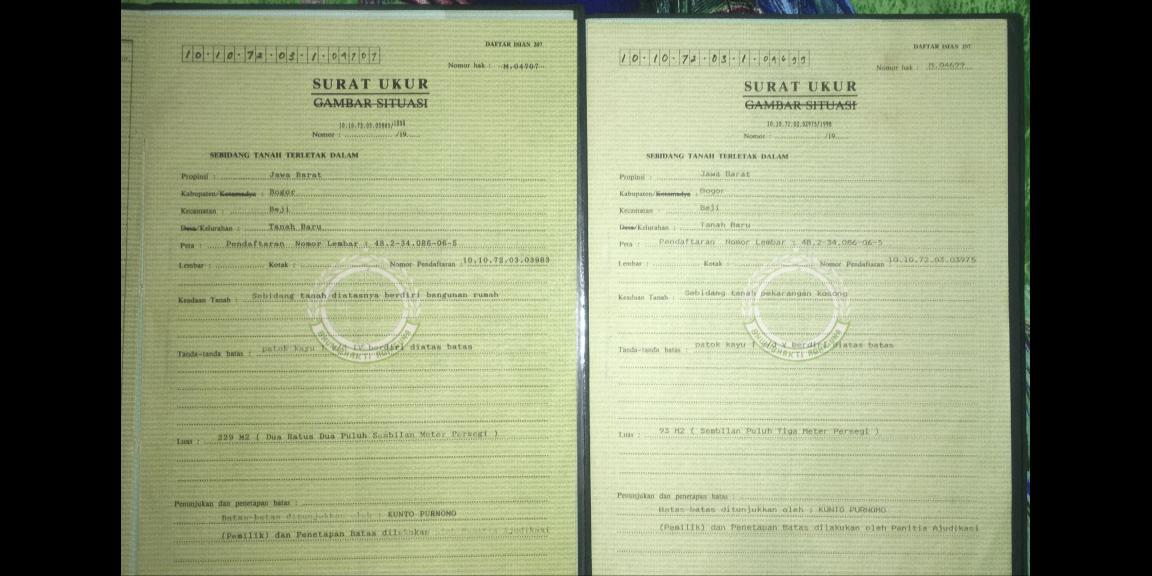 DAFTAR ISIAN 207
10·10·72·03·1·04707
Nomor hak : M.04707
SURAT UKUR
GAMBAR SITUASI
10.10.72.03.03983/1998
Nomor : /19
SEBIDANG TANAH TERLETAK DALAM
Propinsi : Jawa Barat
Kabupaten/Kotamadya : Bogor
Kecamatan : Beji
Desa/Kelurahan : Tanah Baru
Peta : Pendaftaran Nomor Lembar : 48.2-34.086-06-5
Lembar : Kotak : Nomor Pendaftaran : 10.10.72.03.03983
Keadaan Tanah : Sebidang tanah diatasnya berdiri bangunan rumah
Tanda-tanda batas : patok kayu I s/d IV berdiri diatas batas
Luas : 229 M2 ( Dua Ratus Dua Puluh Sembilan Meter Persegi )
Penunjukan dan penetapan batas :
Batas-batas ditunjukkan oleh : KUNTO PURNOMO
(Pemilik) dan Penetapan Batas dilakukan Ajudikasi
DAFTAR ISIAN 207
10·10·72·03·1·04699
Nomor hak : M.04699
SURAT UKUR
GAMBAR SITUASI
10.10.72.03.03975/1998
Nomor : /19
SEBIDANG TANAH TERLETAK DALAM
Propinsi : Jawa Barat
Kabupaten/Kotamadya : Bogor
Kecamatan : Beji
Desa/Kelurahan : Tanah Baru
Peta : Pendaftaran Nomor Lembar : 48.2-34.086-06-5
Lembar : Kotak : Nomor Pendaftaran : 10.10.72.03.03975
Keadaan Tanah : Sebidang tanah pekarangan kosong
Tanda-tanda batas : patok kayu I s/d V berdiri diatas batas
Luas : 93 M2 ( Sembilan Puluh Tiga Meter Persegi )
Penunjukan dan penetapan batas :
Batas-batas ditunjukkan oleh : KUNTO PURNOMO
(Pemilik) dan Penetapan Batas dilakukan oleh Panitia Ajudikasi